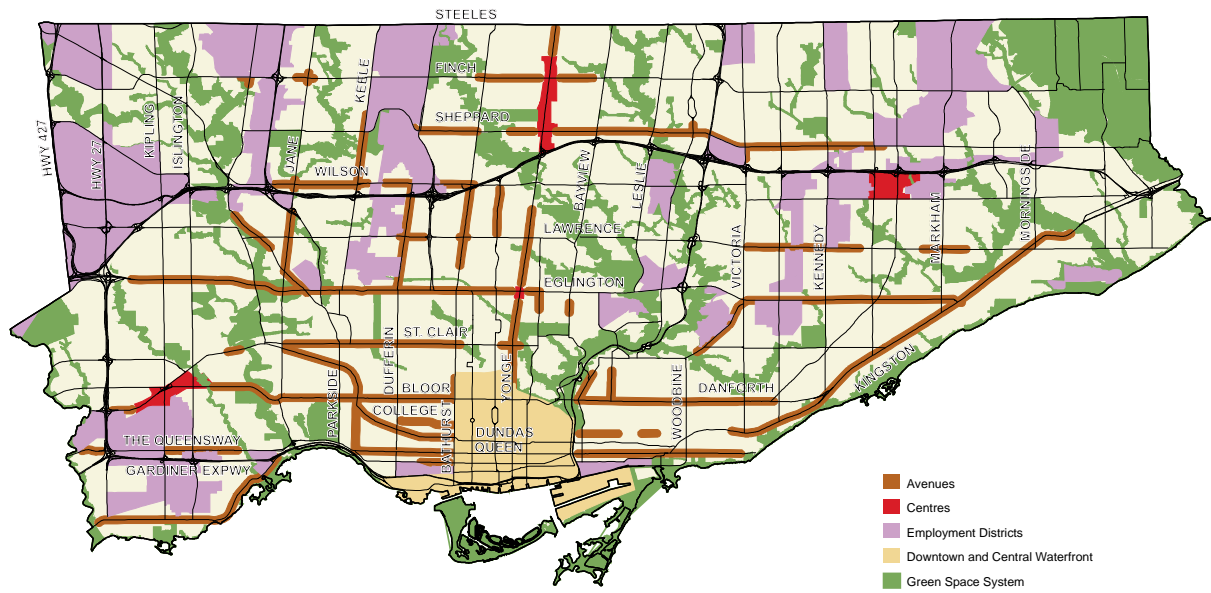 STEELES
FINCH
KEELE
SHEPPARD
HWY 427
HWY 27
KIPLING
ISLINGTON
JANE
WILSON
BAYVIEW
LESLIE
LAWRENCE
VICTORIA
KENNEDY
MARKHAM
MORNINGSIDE
EGLINGTON
ST. CLAIR
DUFFERIN
YONGE
PARKSIDE
BLOOR
COLLEGE
BATHURST
DUNDAS
QUEEN
WOODBINE
DANFORTH
KINGSTON
THE QUEENSWAY
GARDINER EXPWY
Avenues
Centres
Employment Districts
Downtown and Central Waterfront
Green Space System